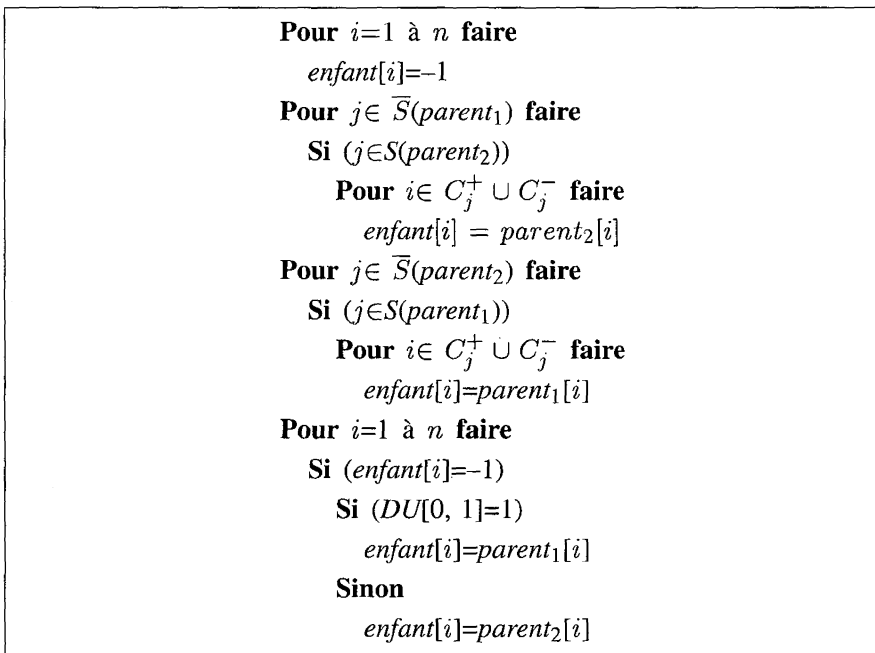 Pour i=1 à n faire
enfant[i]=–1
Pour j∈ S̅(parent₁) faire
Si (j∈S(parent₂))
Pour i∈ C⁺ⱼ ∪ C⁻ⱼ faire
enfant[i] = parent₂[i]
Pour j∈ S̅(parent₂) faire
Si (j∈S(parent₁))
Pour i∈ C⁺ⱼ ∪ C⁻ⱼ faire
enfant[i]=parent₁[i]
Pour i=1 à n faire
Si (enfant[i]=–1)
Si (DU[0, 1]=1)
enfant[i]=parent₁[i]
Sinon
enfant[i]=parent₂[i]